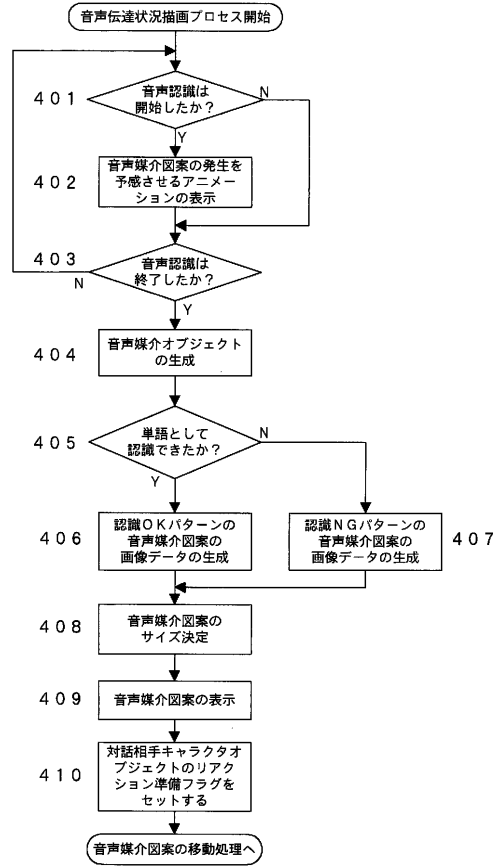 音声伝達状況描画プロセス開始
401
音声認識は
開始したか？
N
Y
402
音声媒介図案の発生を
予感させるアニメー
ションの表示
403
音声認識は
終了したか？
N
Y
404
音声媒介オブジェクト
の生成
405
単語として
認識できたか？
N
Y
406
認識OKパターンの
音声媒介図案の
画像データの生成
認識NGパターンの
音声媒介図案の
画像データの生成
407
408
音声媒介図案の
サイズ決定
409
音声媒介図案の表示
410
対話相手キャラクタオ
ブジェクトのリアク
ション準備フラグを
セットする
音声媒介図案の移動処理へ